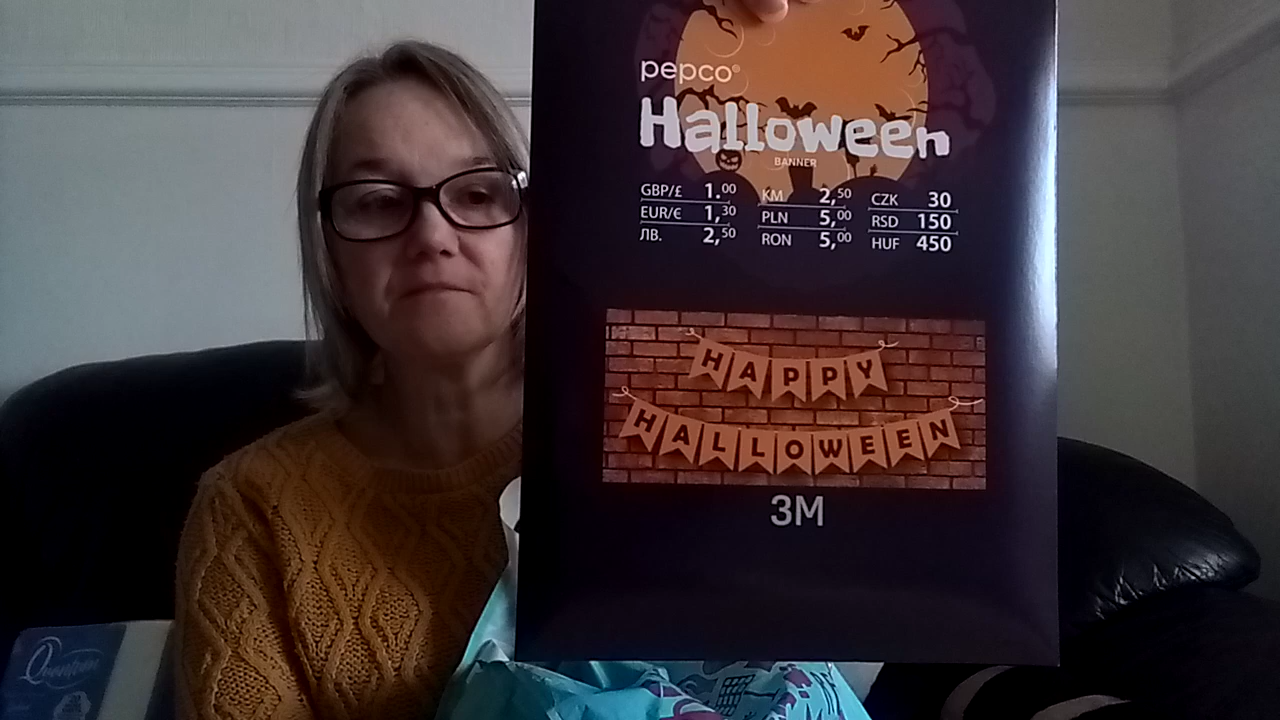 pepco®
Halloween
BANNER
GBP/£ 1.00
EUR/€ 1,30
ЛВ. 2,50
KM 2,50
PLN 5,00
RON 5,00
CZK 30
RSD 150
HUF 450
HAPPY
HALLOWEEN
3M
Quantum